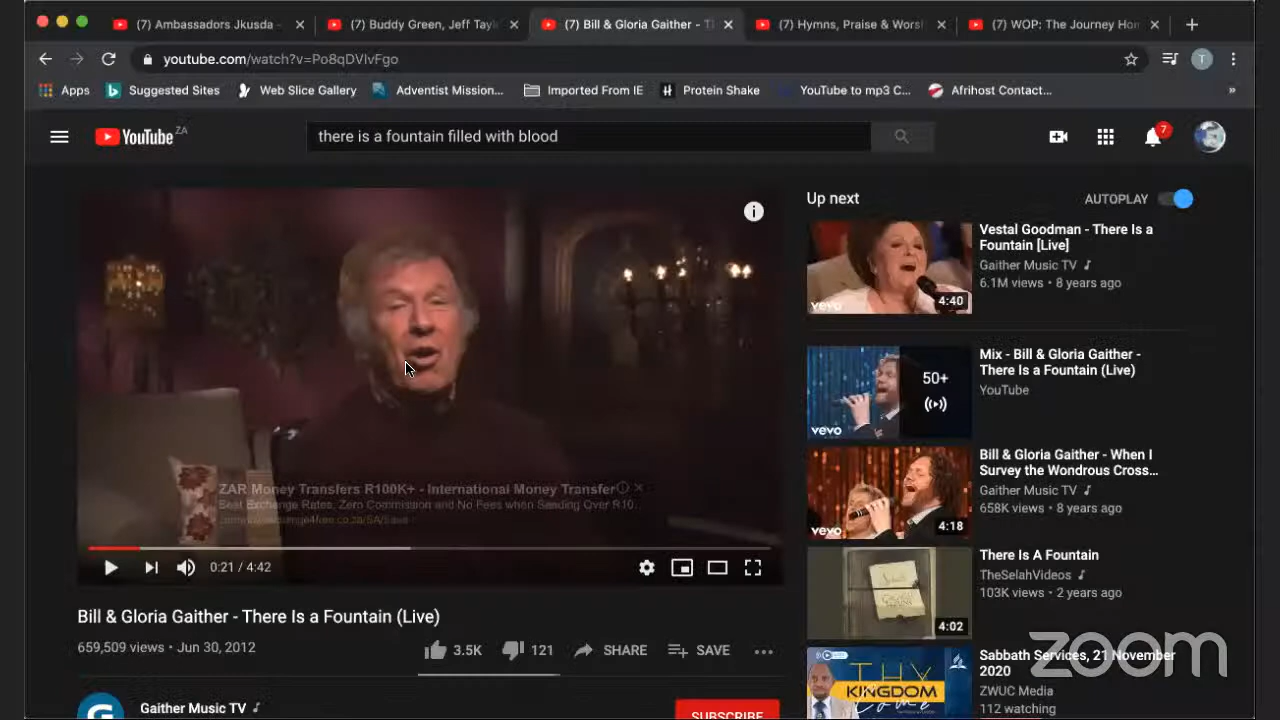 (7) Ambassadors Jkusda -
(7) Buddy Green, Jeff Tayl
(7) Bill & Gloria Gaither - T
(7) Hymns, Praise & Worsl
WOP: The Journey Hom
youtube.com/watch?v=Po8qDVlvFgo
T
Apps
Suggested Sites
Web Slice Gallery
Adventist Mission...
Imported From IE
Protein Shake
YouTube to mp3 C...
Afrihost Contact...
»
YouTube ZA
there is a fountain filled with blood
7
Up next
AUTOPLAY
Vestal Goodman - There Is a
Fountain [Live]
Gaither Music TV
6.1M views • 8 years ago
vevo
4:40
Mix - Bill & Gloria Gaither -
There Is a Fountain (Live)
YouTube
50+
vevo
Bill & Gloria Gaither - When I
Survey the Wondrous Cross...
Gaither Music TV
658K views • 8 years ago
vevo
4:18
There Is A Fountain
TheSelahVideos
103K views • 2 years ago
4:02
Sabbath Services, 21 November
2020
ZWUC Media
112 watching
THY
KINGDOM
Come
ZAR Money Transfers R100K+ - International Money Transfer
Best Exchange Rates, Zero Commission and No Fees when Sending Over R10...
0:21 / 4:42
Bill & Gloria Gaither - There Is a Fountain (Live)
659,509 views • Jun 30, 2012
3.5K
121
SHARE
SAVE
Gaither Music TV
SUBSCRIBE
zoom